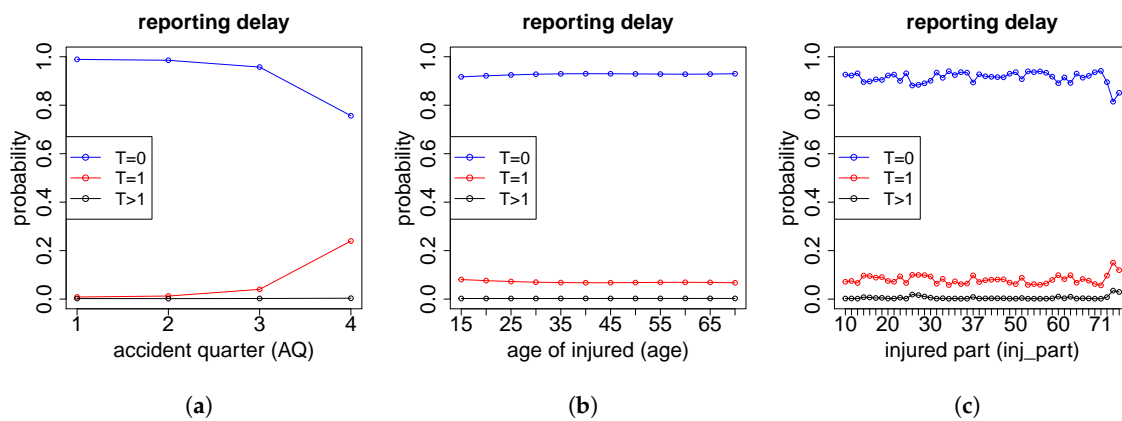 reporting delay
probability
0.0 0.2 0.4 0.6 0.8 1.0
T=0
T=1
T>1
1 2 3 4
accident quarter (AQ)
(a)
reporting delay
probability
0.0 0.2 0.4 0.6 0.8 1.0
T=0
T=1
T>1
15 25 35 45 55 65
age of injured (age)
(b)
reporting delay
probability
0.0 0.2 0.4 0.6 0.8 1.0
T=0
T=1
T>1
10 20 30 37 50 60 71
injured part (inj_part)
(c)